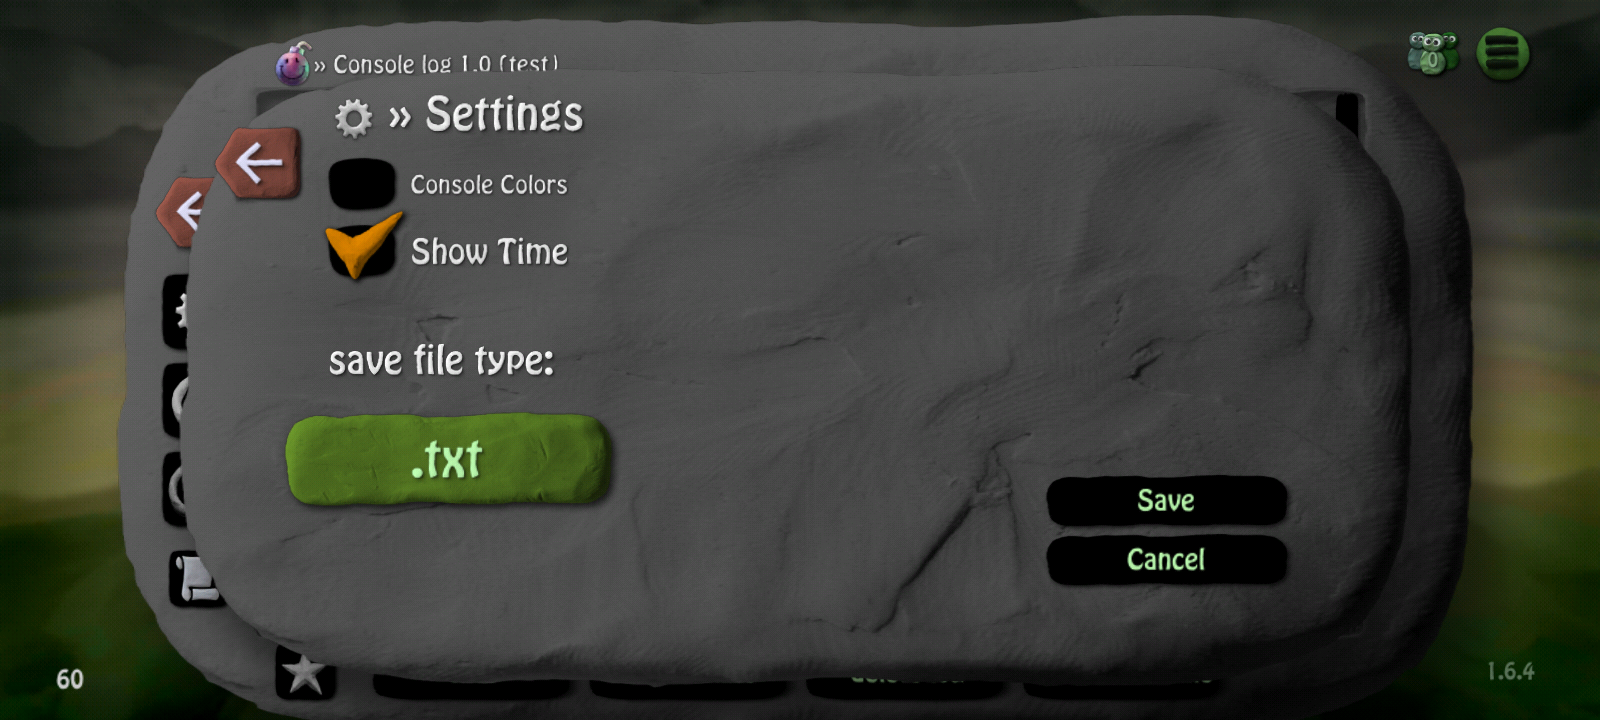 » Console log 1.0 (test)
» Settings
Console Colors
Show Time
save file type:
.txt
Save
Cancel
0
60
1.6.4